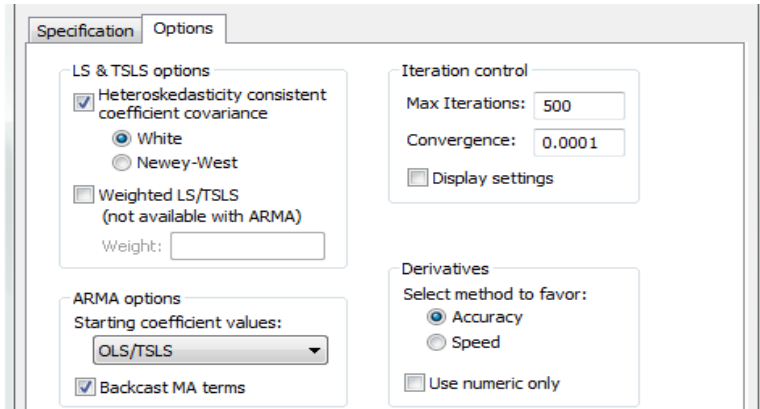 Specification Options
LS & TSLS options
Heteroskedasticity consistent
coefficient covariance
White
Newey-West
Weighted LS/TSLS
(not available with ARMA)
Weight:
ARMA options
Starting coefficient values:
OLS/TSLS
Backcast MA terms
Iteration control
Max Iterations: 500
Convergence: 0.0001
Display settings
Derivatives
Select method to favor:
Accuracy
Speed
Use numeric only